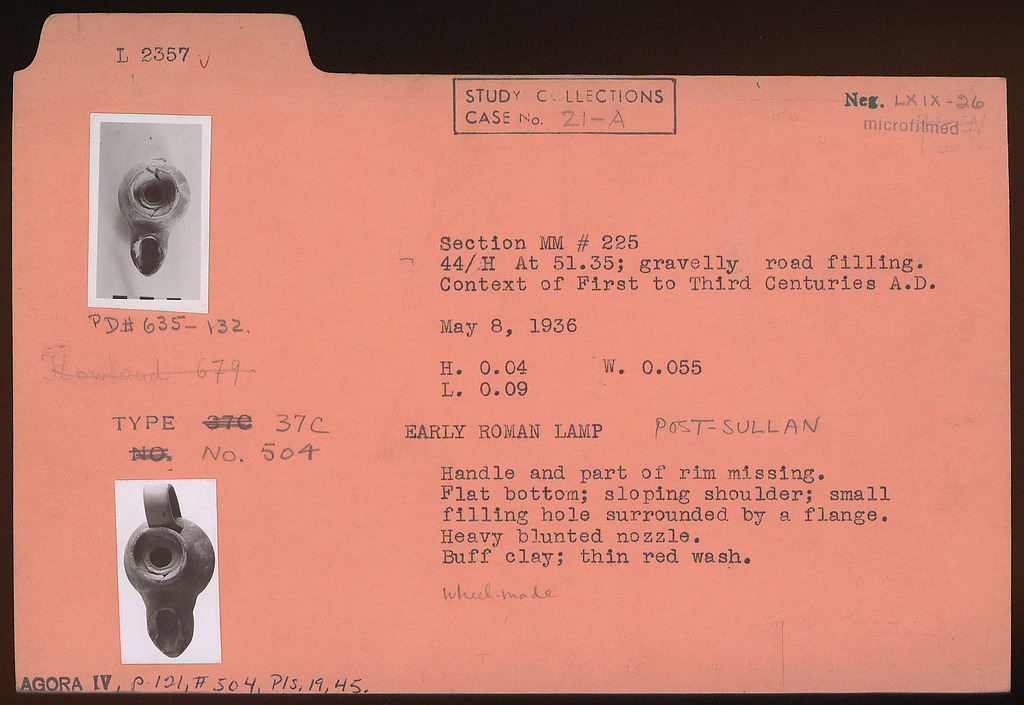 L 2357 V
STUDY C LLECTIONS
CASE No. 21-A
Neg. LXIX-26
microfilmed
Section MM # 225
44/H At 51.35; gravelly road filling.
Context of First to Third Centuries A.D.
May 8, 1936
H. 0.04 W. 0.055
L. 0.09
EARLY ROMAN LAMP POST-SULLAN
Handle and part of rim missing.
Flat bottom; sloping shoulder; small
filling hole surrounded by a flange.
Heavy blunted nozzle.
Buff clay; thin red wash.
Wheel-made
PD# 635-132.
Howland 679
TYPE 37C 37C
NO. No. 504
AGORA IV, p. 121, # 504, Pls, 19, 45.